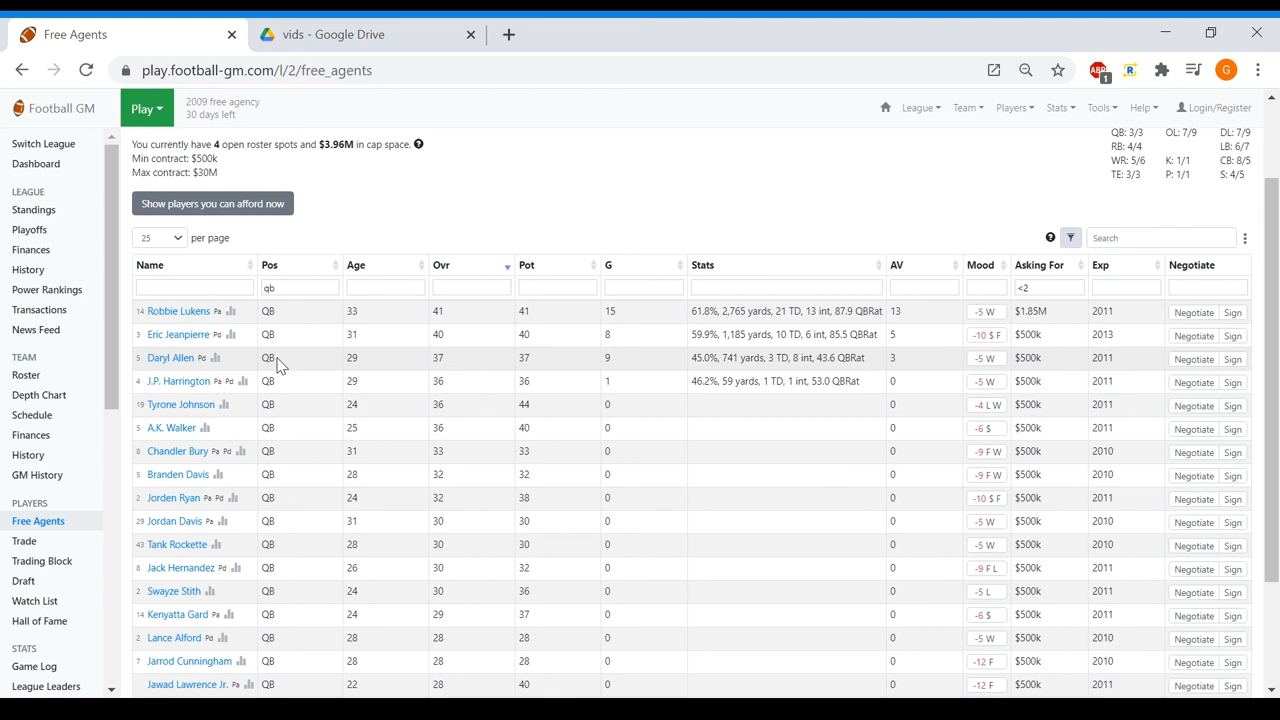 Free Agents
vids - Google Drive
play.football-gm.com/l/2/free_agents
ABP 1 R G
Football GM
Play
2009 free agency
30 days left
League Team Players Stats Tools Help Login/Register
Switch League
Dashboard
LEAGUE
Standings
Playoffs
Finances
History
Power Rankings
Transactions
News Feed
TEAM
Roster
Depth Chart
Schedule
Finances
History
GM History
PLAYERS
Free Agents
Trade
Trading Block
Draft
Watch List
Hall of Fame
STATS
Game Log
League Leaders
You currently have 4 open roster spots and $3.96M in cap space. ?
Min contract: $500k
Max contract: $30M
QB: 3/3 OL: 7/9 DL: 7/9
RB: 4/4 LB: 6/7
WR: 5/6 K: 1/1 CB: 8/5
TE: 3/3 P: 1/1 S: 4/5
Show players you can afford now
25 per page
? Search
Name Pos Age Ovr Pot G Stats AV Mood Asking For Exp Negotiate
qb <2
14 Robbie Lukens Pa QB 33 41 41 15 61.8%, 2,765 yards, 21 TD, 13 int, 87.9 QBRat 13 -5 W $1.85M 2011 Negotiate Sign
3 Eric Jeanpierre Pd QB 31 40 40 8 59.9%, 1,185 yards, 10 TD, 6 int, 85.5 QBRat 5 -10 $ F $500k 2013 Negotiate Sign
5 Daryl Allen Pd QB 29 37 37 9 45.0%, 741 yards, 3 TD, 8 int, 43.6 QBRat 3 -5 W $500k 2011 Negotiate Sign
4 J.P. Harrington Pa Pd QB 29 36 36 1 46.2%, 59 yards, 1 TD, 1 int, 53.0 QBRat 0 -5 W $500k 2011 Negotiate Sign
19 Tyrone Johnson QB 24 36 44 0 0 -4 L W $500k 2011 Negotiate Sign
5 A.K. Walker QB 25 36 40 0 0 -6 $ $500k 2011 Negotiate Sign
8 Chandler Bury Pa Pd QB 31 33 33 0 0 -9 F W $500k 2010 Negotiate Sign
5 Branden Davis QB 28 32 32 0 0 -9 F W $500k 2010 Negotiate Sign
2 Jorden Ryan Pa Pd QB 24 32 38 0 0 -10 $ F $500k 2011 Negotiate Sign
29 Jordan Davis Pa QB 31 30 30 0 0 -5 W $500k 2010 Negotiate Sign
43 Tank Rockette QB 28 30 30 0 0 -5 W $500k 2010 Negotiate Sign
8 Jack Hernandez Pd QB 26 30 32 0 0 -9 F L $500k 2011 Negotiate Sign
2 Swayze Stith QB 24 30 36 0 0 -5 L $500k 2011 Negotiate Sign
14 Kenyatta Gard Pa QB 24 29 37 0 0 -6 $ $500k 2011 Negotiate Sign
2 Lance Alford Pd QB 28 28 28 0 0 -5 W $500k 2010 Negotiate Sign
7 Jarrod Cunningham QB 28 28 28 0 0 -12 F $500k 2010 Negotiate Sign
Jawad Lawrence Jr. Pa QB 22 28 40 0 0 -12 F $500k 2011 Negotiate Sign